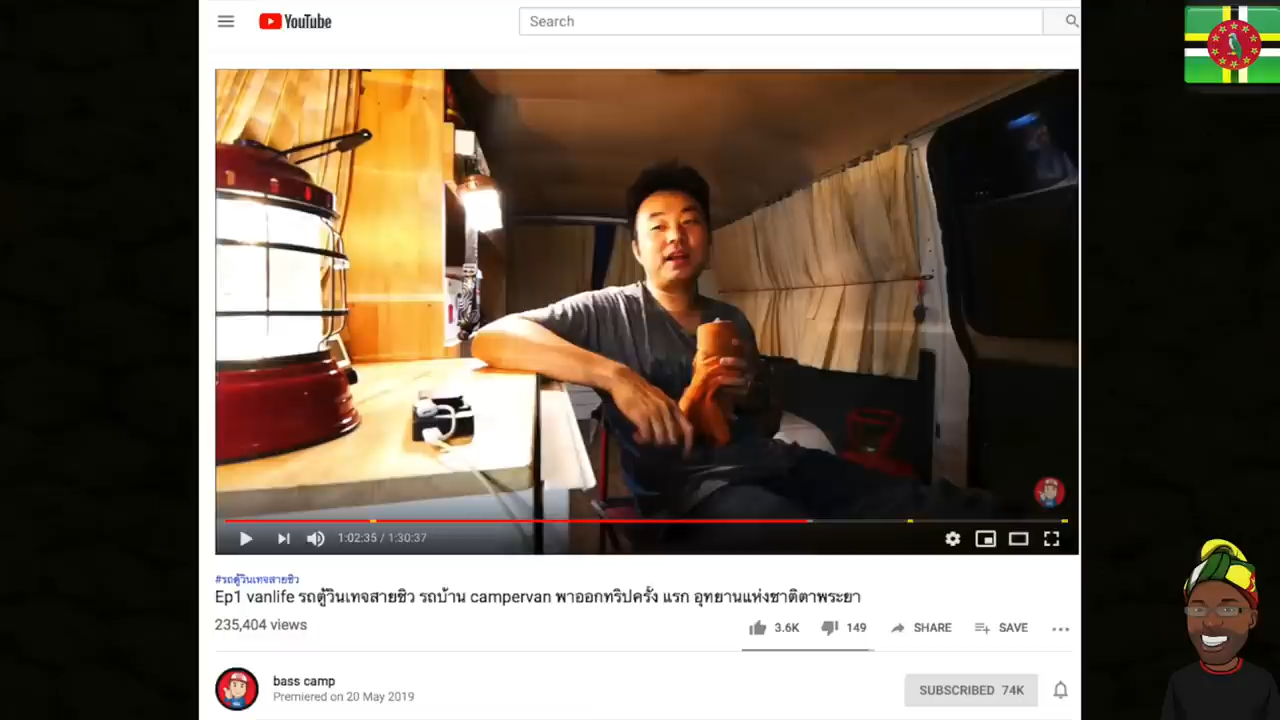 YouTube
Search
1:02:35 / 1:30:37
#รถตู้วินเทจสายชิว
Ep1 vanlife รถตู้วินเทจสายชิว รถบ้าน campervan พาออกทริปครั้ง แรก อุทยานแห่งชาติตาพระยา
235,404 views
3.6K
149
SHARE
SAVE
bass camp
Premiered on 20 May 2019
SUBSCRIBED 74K